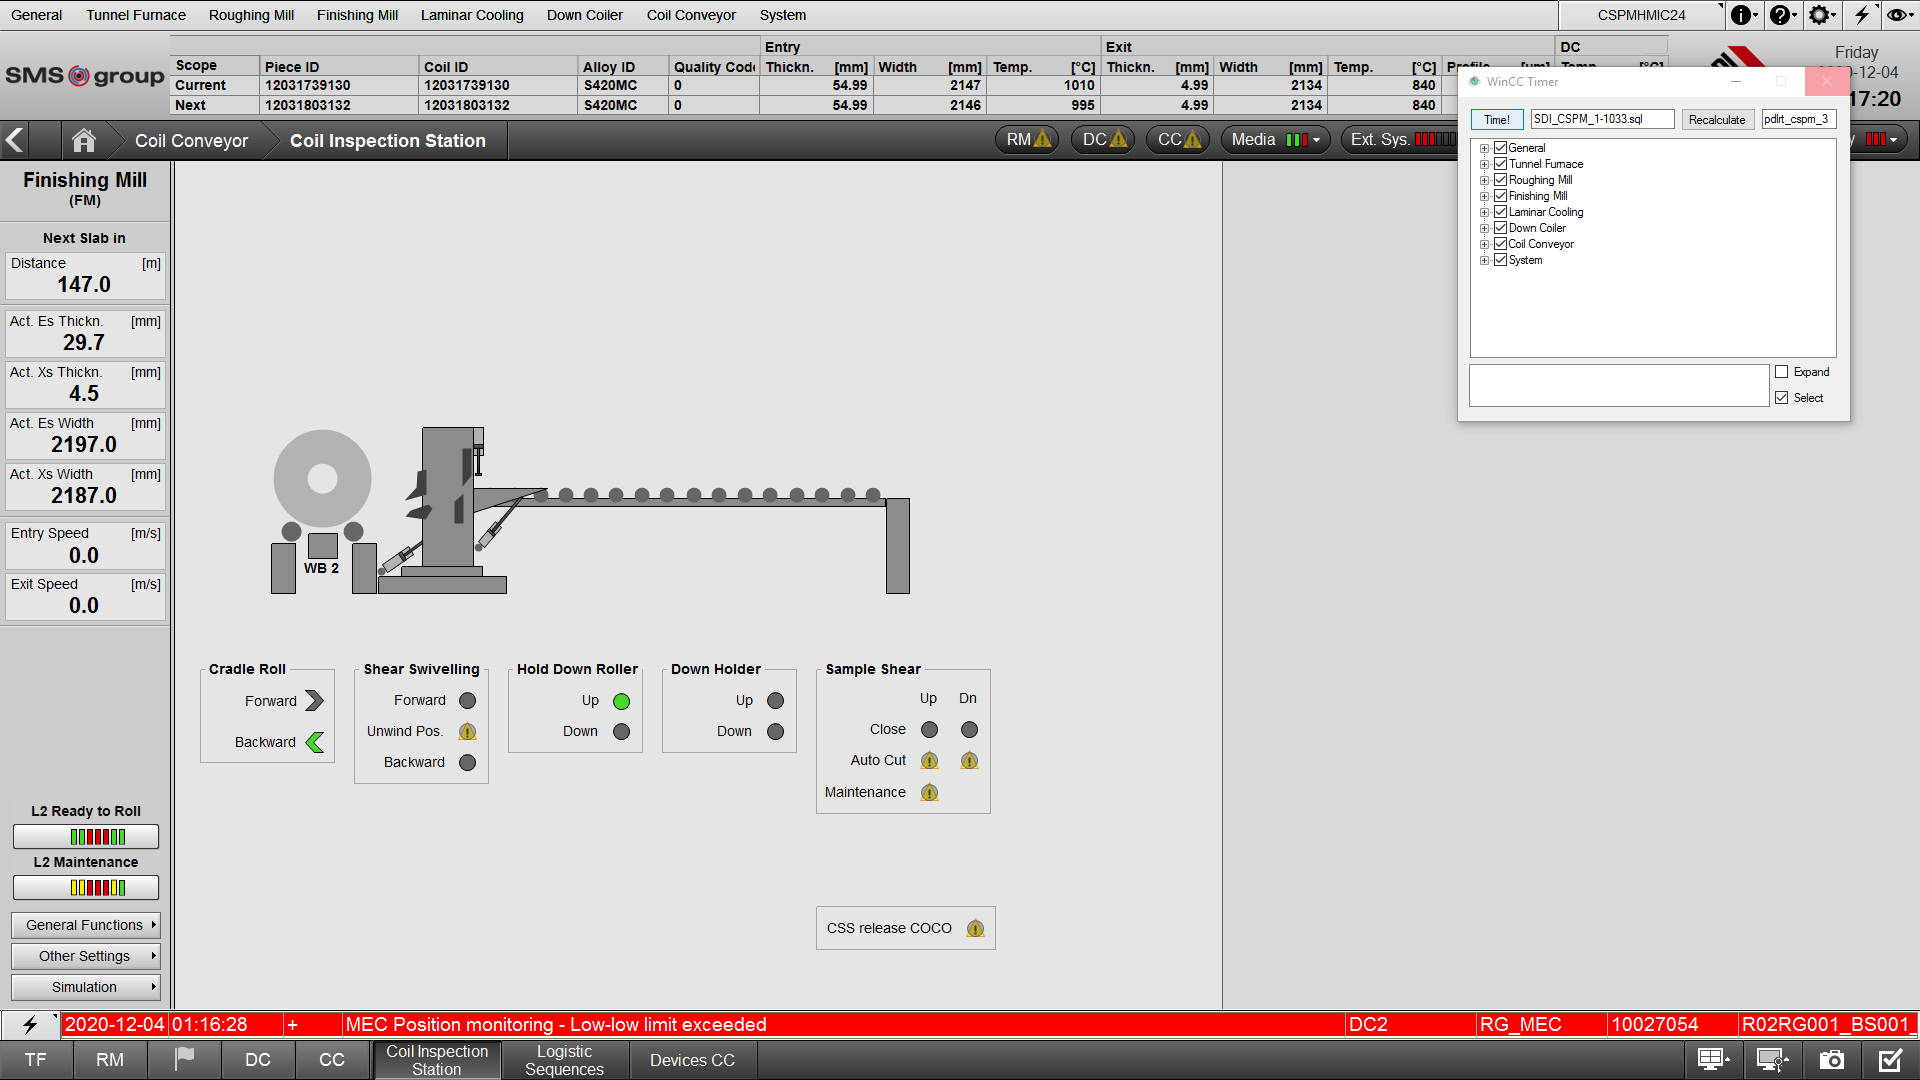 General Tunnel Furnace Roughing Mill Finishing Mill Laminar Cooling Down Coiler Coil Conveyor System CSPMHMIC24
SMS group
Entry Exit DC
Scope Piece ID Coil ID Alloy ID Quality Code Thickn. [mm] Width [mm] Temp. [°C] Thickn. [mm] Width [mm] Temp. [°C]
Current 12031739130 12031739130 S420MC 0 54.99 2147 1010 4.99 2134 840
Next 12031803132 12031803132 S420MC 0 54.99 2146 995 4.99 2134 840
Friday
-12-04
17:20
Coil Conveyor Coil Inspection Station RM DC CC Media Ext. Sys.
WinCC Timer
Time! SDI_CSPM_1-1033.sql Recalculate pdlrt_cspm_3
General
Tunnel Furnace
Roughing Mill
Finishing Mill
Laminar Cooling
Down Coiler
Coil Conveyor
System
Expand
Select
Finishing Mill
(FM)
Next Slab in
Distance [m]
147.0
Act. Es Thickn. [mm]
29.7
Act. Xs Thickn. [mm]
4.5
Act. Es Width [mm]
2197.0
Act. Xs Width [mm]
2187.0
Entry Speed [m/s]
0.0
Exit Speed [m/s]
0.0
L2 Ready to Roll
L2 Maintenance
General Functions
Other Settings
Simulation
WB 2
Cradle Roll
Forward
Backward
Shear Swivelling
Forward
Unwind Pos.
Backward
Hold Down Roller
Up
Down
Down Holder
Up
Down
Sample Shear
Up Dn
Close
Auto Cut
Maintenance
CSS release COCO
2020-12-04 01:16:28 + MEC Position monitoring - Low-low limit exceeded DC2 RG_MEC 10027054 R02RG001_BS001_
TF RM DC CC Coil Inspection Station Logistic Sequences Devices CC